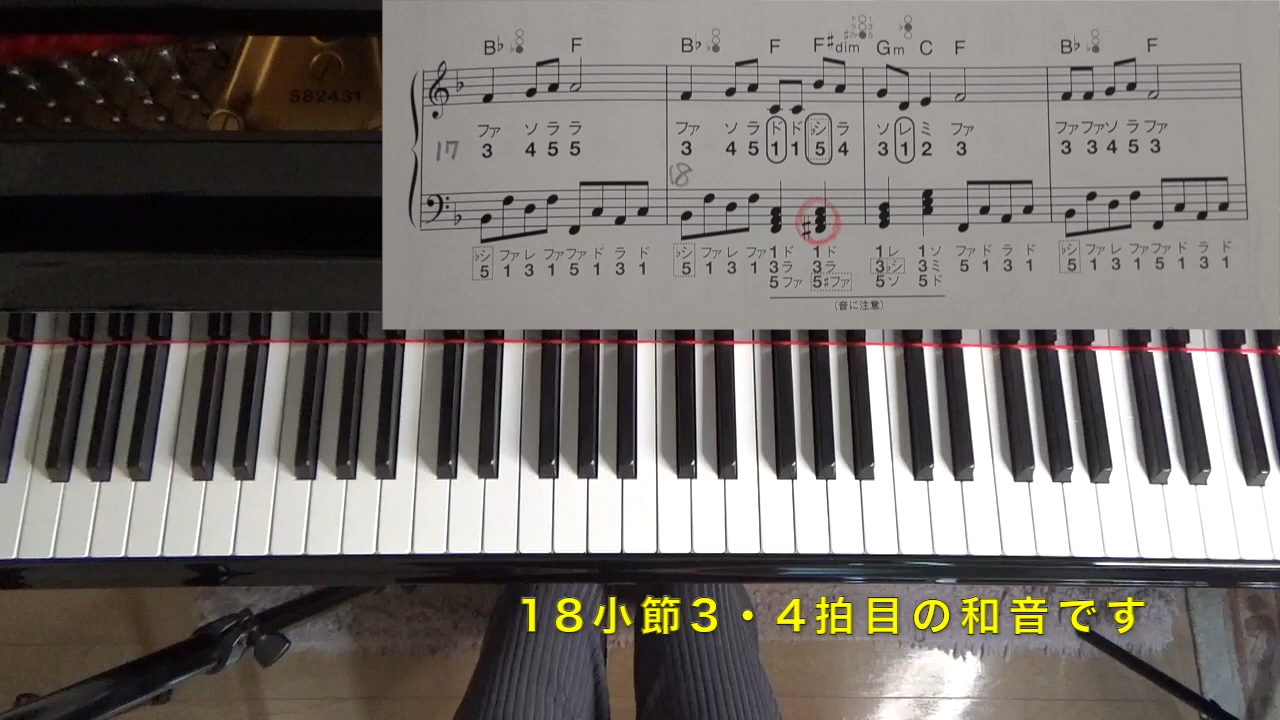 B♭ F B♭ F F♯dim Gm C F B♭ F
ファ ソ ラ ラ ファ ソ ラ ド ド ♭シ ラ ソ レ ミ ファ ファ ファ ソ ラ ファ
17 3 4 5 5 3 4 5 1 1 5 4 3 1 2 3 3 3 4 5 3
18
♭シ ファ レ ファ ファ ド ラ ド ♭シ ファ レ ファ 1ド 1ド 1レ 1ソ ファ ド ラ ド ♭シ ファ レ ファ ファ ド ラ ド
5 1 3 1 5 1 3 1 5 1 3 1 3ラ 3ラ 3♭シ 3ミ 5 1 3 1 5 1 3 1 5 1 3 1
5ファ 5♯ファ 5ソ 5ド
(音に注意)
582431
18小節3・4拍目の和音です